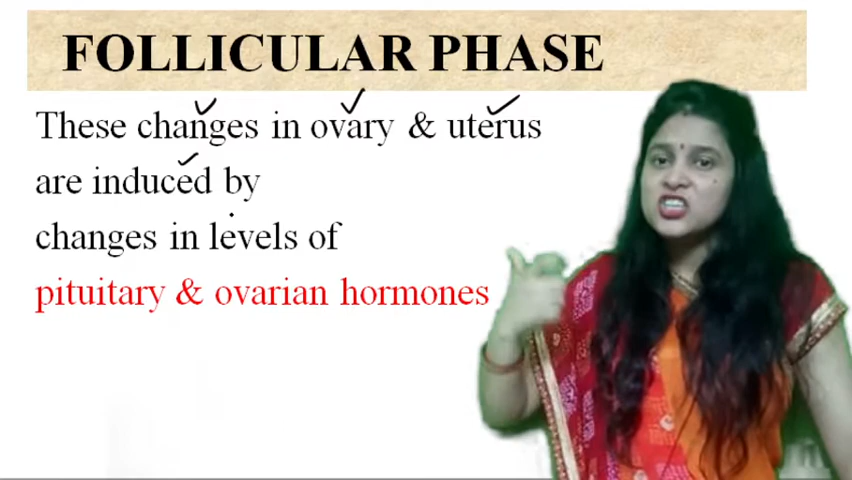 FOLLICULAR PHASE
These changes in ovary & uterus
are induced by
changes in levels of
pituitary & ovarian hormones